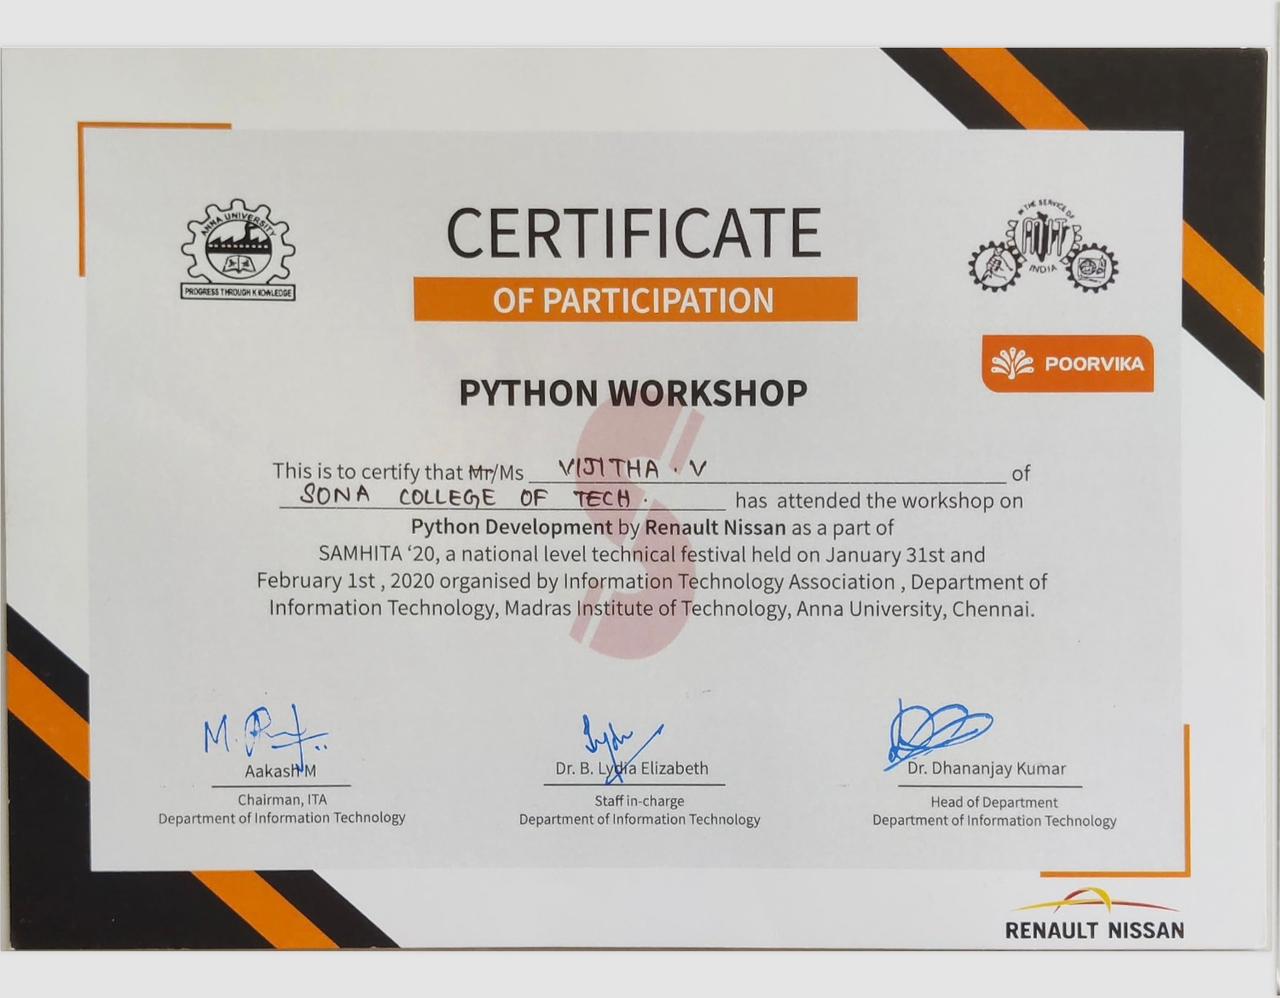 ANNA UNIVERSITY
PROGRESS THROUGH KNOWLEDGE
CERTIFICATE
OF PARTICIPATION
IN THE SERVICE OF
INDIA
POORVIKA
PYTHON WORKSHOP
This is to certify that Mr/Ms VIJITHA . V of
SONA COLLEGE OF TECH. has attended the workshop on
Python Development by Renault Nissan as a part of
SAMHITA ‘20, a national level technical festival held on January 31st and
February 1st , 2020 organised by Information Technology Association , Department of
Information Technology, Madras Institute of Technology, Anna University, Chennai.
Aakash M
Chairman, ITA
Department of Information Technology
Dr. B. Lydia Elizabeth
Staff in-charge
Department of Information Technology
Dr. Dhananjay Kumar
Head of Department
Department of Information Technology
RENAULT NISSAN